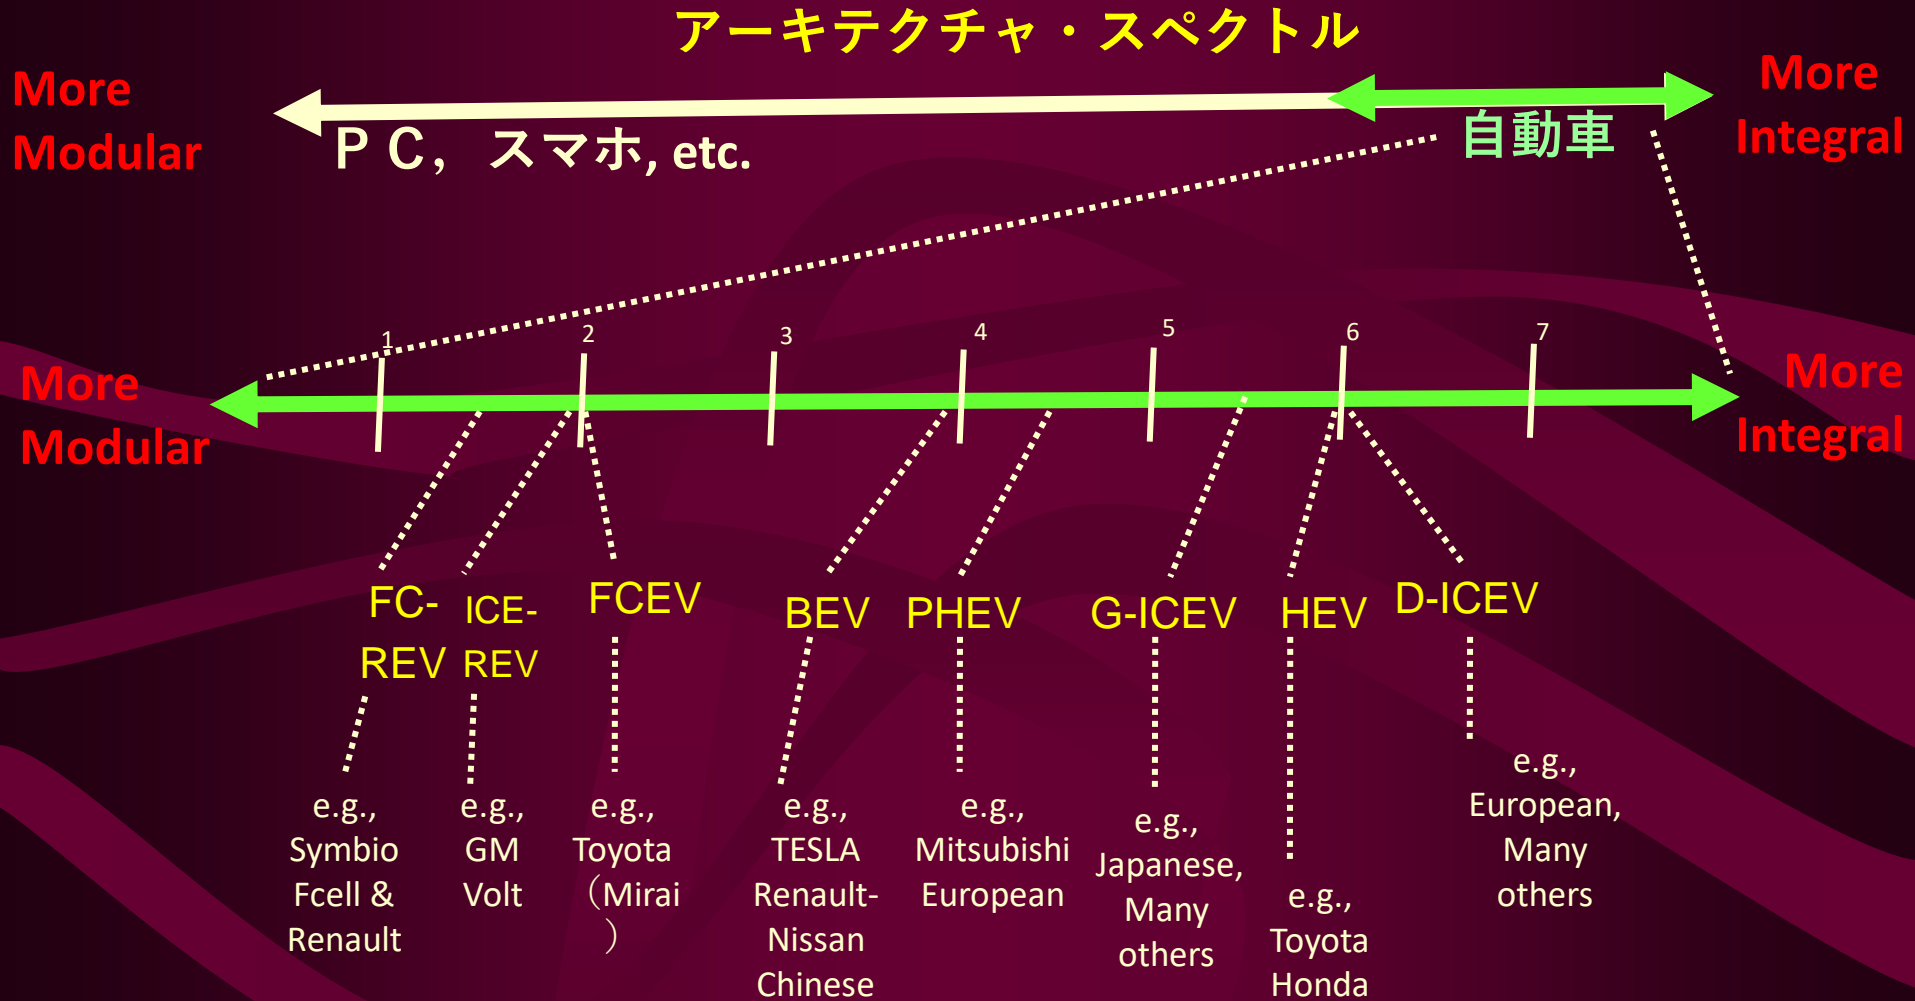 アーキテクチャ・スペクトル
More
Modular
More
Integral
ＰＣ， スマホ, etc.
自動車
1
2
3
4
5
6
7
More
Modular
More
Integral
FC-
REV
ICE-
REV
FCEV
BEV
PHEV
G-ICEV
HEV
D-ICEV
e.g.,
Symbio
Fcell &
Renault
e.g.,
GM
Volt
e.g.,
Toyota
（Mirai
）
e.g.,
TESLA
Renault-
Nissan
Chinese
e.g.,
Mitsubishi
European
e.g.,
Japanese,
Many
others
e.g.,
Toyota
Honda
e.g.,
European,
Many
others